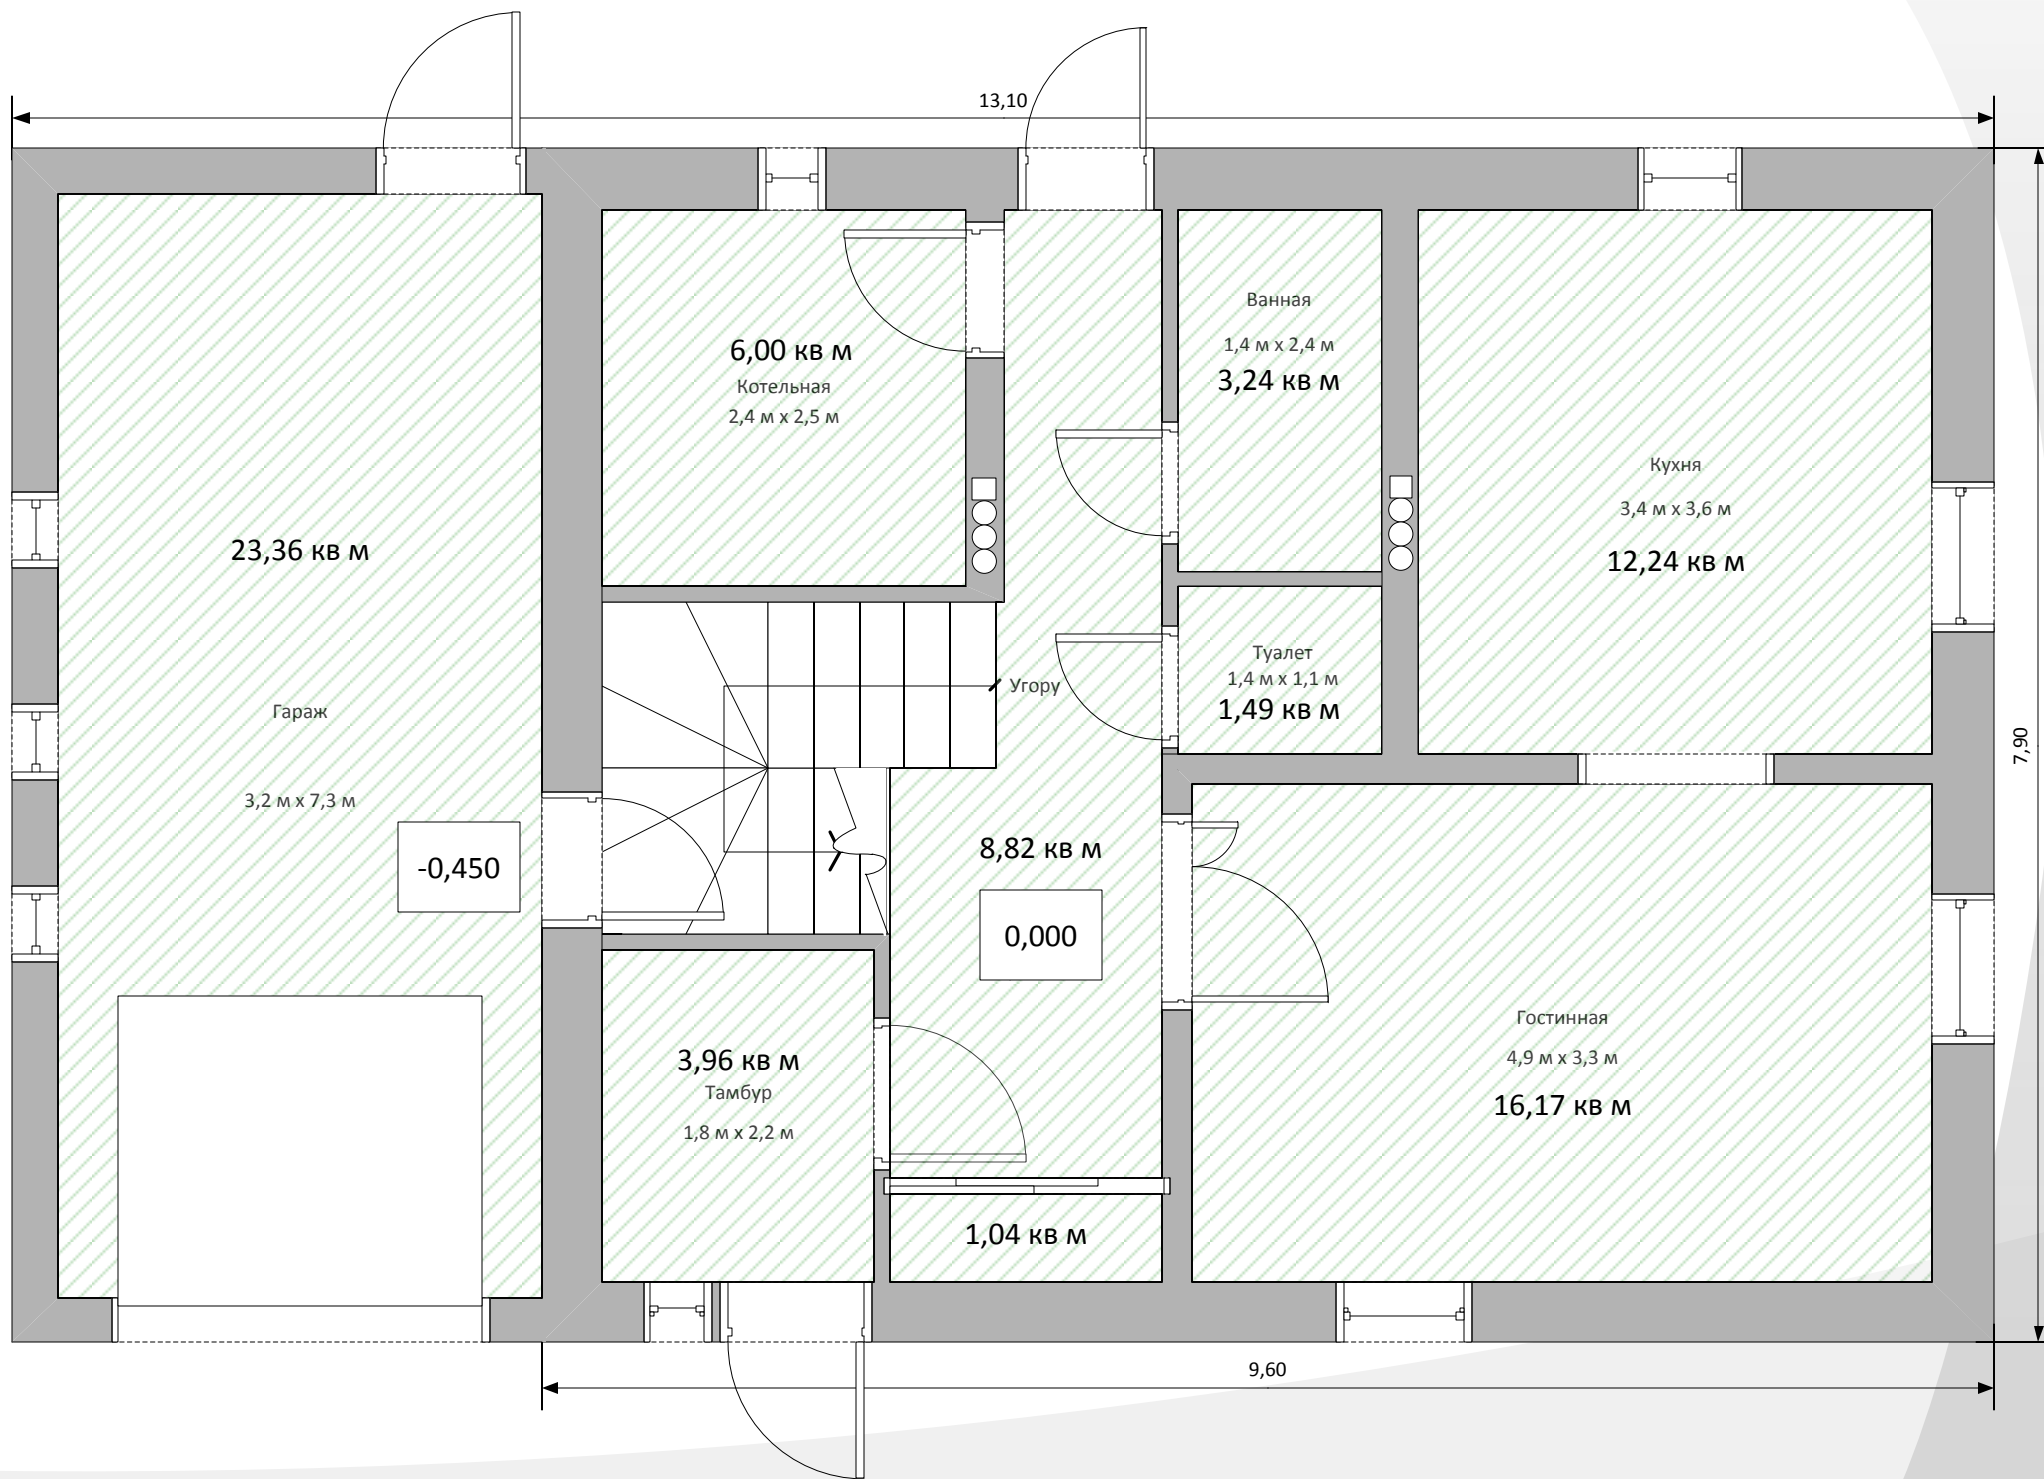 13,10
Ванная
1,4 м x 2,4 м
3,24 кв м
6,00 кв м
Котельная
2,4 м x 2,5 м
Кухня
3,4 м x 3,6 м
12,24 кв м
23,36 кв м
Гараж
3,2 м x 7,3 м
-0,450
Угору
Туалет
1,4 м x 1,1 м
1,49 кв м
7,90
8,82 кв м
0,000
3,96 кв м
Тамбур
1,8 м x 2,2 м
Гостинная
4,9 м x 3,3 м
16,17 кв м
1,04 кв м
9,60